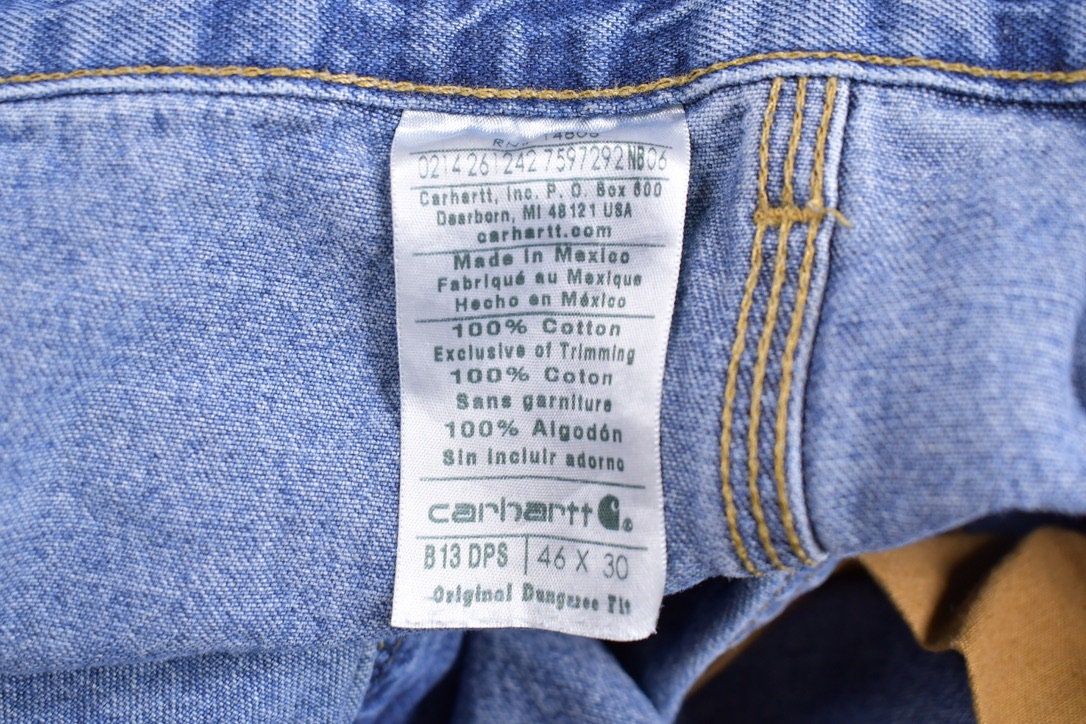 0214 261242 7597292 NB06
Carhartt, Inc. P. O. Box 600
Dearborn, MI 48121 USA
carhartt.com
Made in Mexico
Fabriqué au Mexique
Hecho en México
100% Cotton
Exclusive of Trimming
100% Coton
Sans garniture
100% Algodón
Sin incluir adorno
carhartt ®
B13 DPS | 46 X 30
Original Dungaree Fit